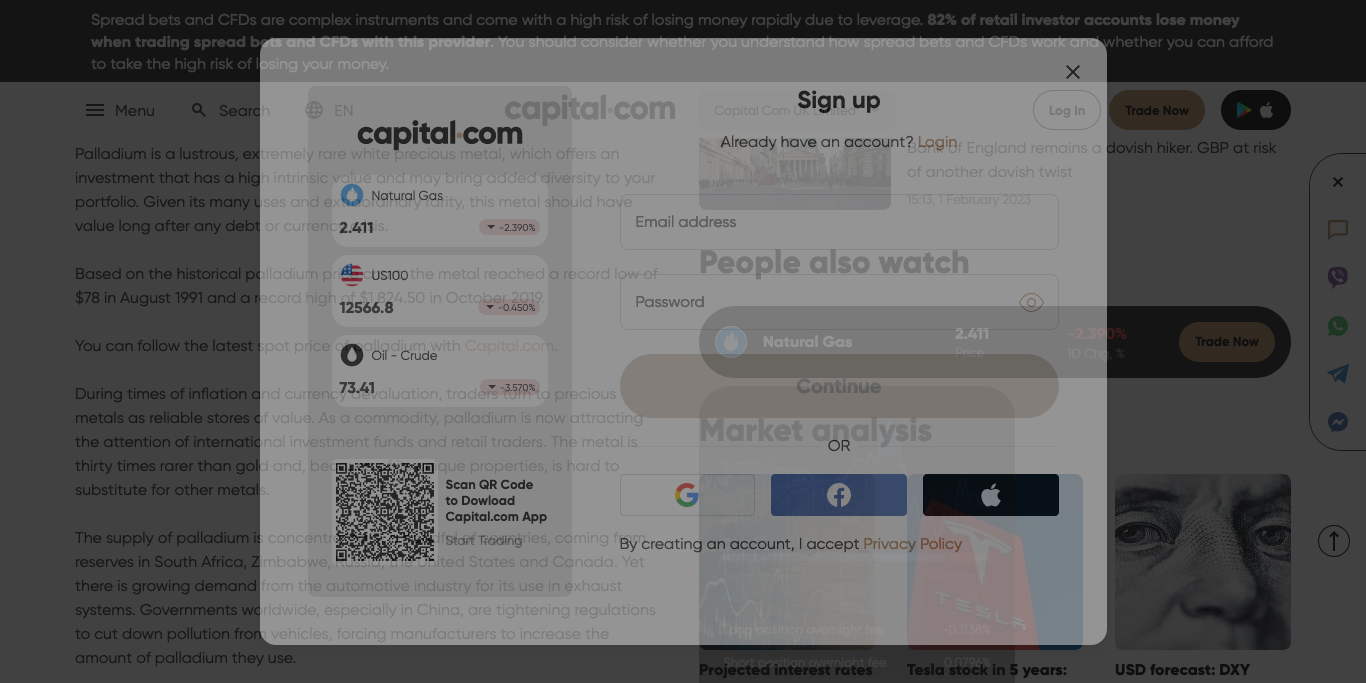 Spread bets and CFDs are complex instruments and come with a high risk of losing money rapidly due to leverage. 82% of retail investor accounts lose money
when trading spread bets and CFDs with this provider. You should consider whether you understand how spread bets and CFDs work and whether you can afford
to take the high risk of losing your money.
Menu
Search
EN
capital.com
Capital Com UK Limited
Log In
Trade Now
Palladium is a lustrous, extremely rare white precious metal, which offers an
investment that has a high intrinsic value and may bring added diversity to your
portfolio. Given its many uses and extraordinary rarity, this metal should have
value long after any debt or currency crisis.
Based on the historical palladium prices, the metal reached a record low of
$78 in August 1991 and a record high of $1,824.50 in October 2019.
You can follow the latest spot price of palladium with Capital.com.
During times of inflation and currency devaluation, traders turn to precious
metals as reliable stores of value. As a commodity, palladium is now attracting
the attention of international investment funds and retail traders. The metal is
thirty times rarer than gold and, because of its unique properties, is hard to
substitute for other metals.
The supply of palladium is concentrated in a handful of countries, coming from
reserves in South Africa, Zimbabwe, Russia, the United States and Canada. Yet
there is growing demand from the automotive industry for its use in exhaust
systems. Governments worldwide, especially in China, are tightening regulations
to cut down pollution from vehicles, forcing manufacturers to increase the
amount of palladium they use.
capital.com
Natural Gas
2.411
-2.390%
US100
12566.8
-0.450%
Oil - Crude
73.41
-3.570%
Scan QR Code
to Dowload
Capital.com App
Start Trading
Sign up
Already have an account? Login
Email address
Password
Continue
OR
By creating an account, I accept Privacy Policy
Bank of England remains a dovish hiker. GBP at risk
of another dovish twist
15:13, 1 February 2023
People also watch
Natural Gas
2.411
Price
-2.390%
1D Chg, %
Trade Now
Market analysis
TESLA
Long position overnight fee
-0.1138%
Short position overnight fee
0.0796%
Projected interest rates
Tesla stock in 5 years:
USD forecast: DXY